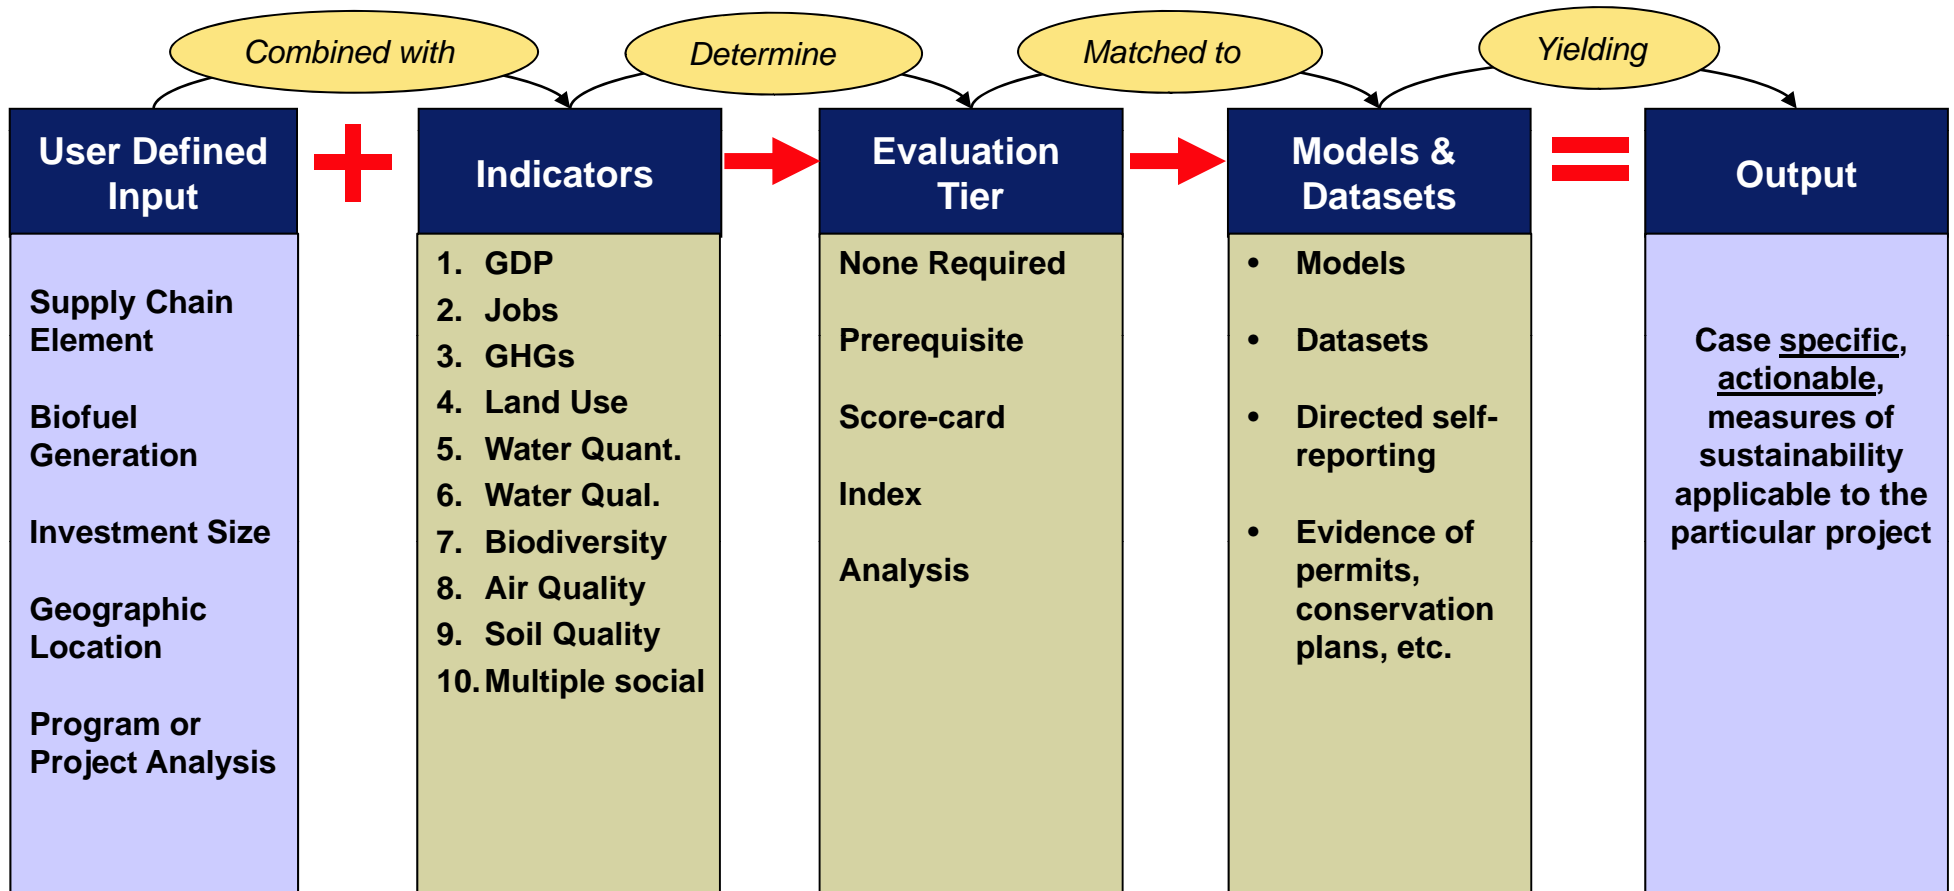 Combined with
Determine
Matched to
Yielding
User Defined
Input
Indicators
Evaluation
Tier
Models &
Datasets
Output
Supply Chain
Element
Biofuel
Generation
Investment Size
Geographic
Location
Program or
Project Analysis
1. GDP
2. Jobs
3. GHGs
4. Land Use
5. Water Quant.
6. Water Qual.
7. Biodiversity
8. Air Quality
9. Soil Quality
10. Multiple social
None Required
Prerequisite
Score-card
Index
Analysis
• Models
• Datasets
• Directed self-
reporting
• Evidence of
permits,
conservation
plans, etc.
Case specific,
actionable,
measures of
sustainability
applicable to the
particular project